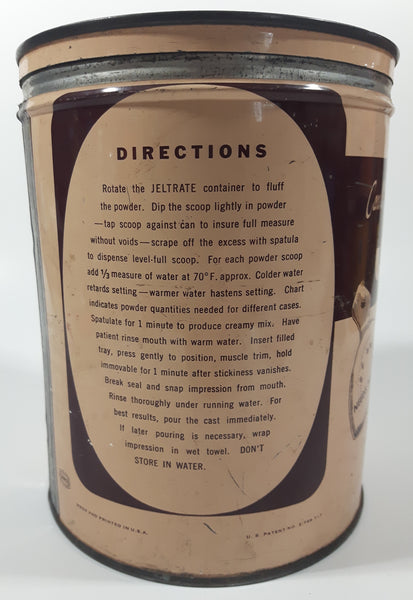 DIRECTIONS
Rotate the JELTRATE container to fluff
the powder. Dip the scoop lightly in powder
—tap scoop against can to insure full measure
without voids—scrape off the excess with spatula
to dispense level-full scoop. For each powder scoop
add 1/3 measure of water at 70°F. approx. Colder water
retards setting—warmer water hastens setting. Chart
indicates powder quantities needed for different cases.
Spatulate for 1 minute to produce creamy mix. Have
patient rinse mouth with warm water. Insert filled
tray, press gently to position, muscle trim, hold
immovable for 1 minute after stickiness vanishes.
Break seal and snap impression from mouth.
Rinse thoroughly under running water. For
best results, pour the cast immediately.
If later pouring is necessary, wrap
impression in wet towel. DON'T
STORE IN WATER.
MADE AND PRINTED IN U.S.A.
U. S. PATENT NO.